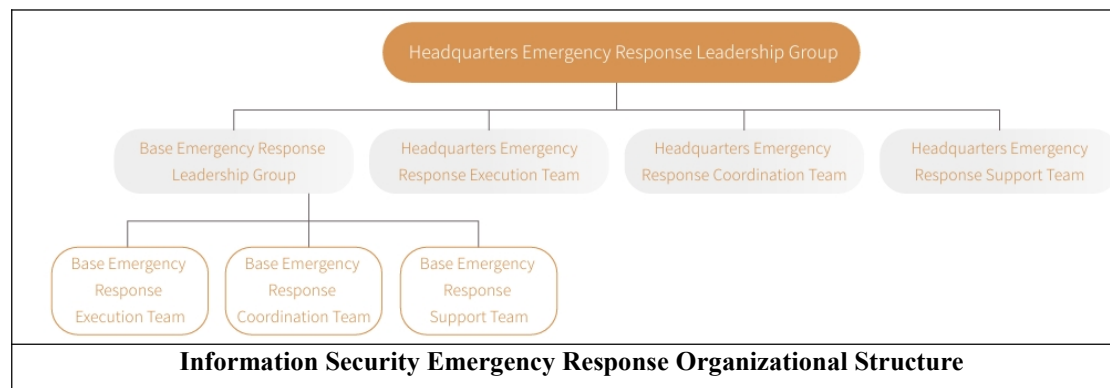 Headquarters Emergency Response Leadership Group
Base Emergency Response
Leadership Group
Headquarters Emergency
Response Execution Team
Headquarters Emergency
Response Coordination Team
Headquarters Emergency
Response Support Team
Base Emergency
Response
Execution Team
Base Emergency
Response
Coordination Team
Base Emergency
Response
Support Team
Information Security Emergency Response Organizational Structure